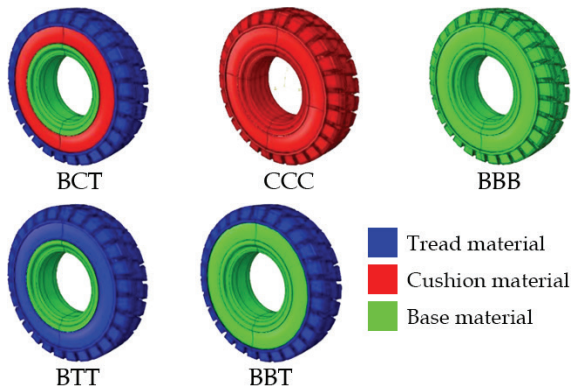 BCT
CCC
BBB
BTT
BBT
Tread material
Cushion material
Base material